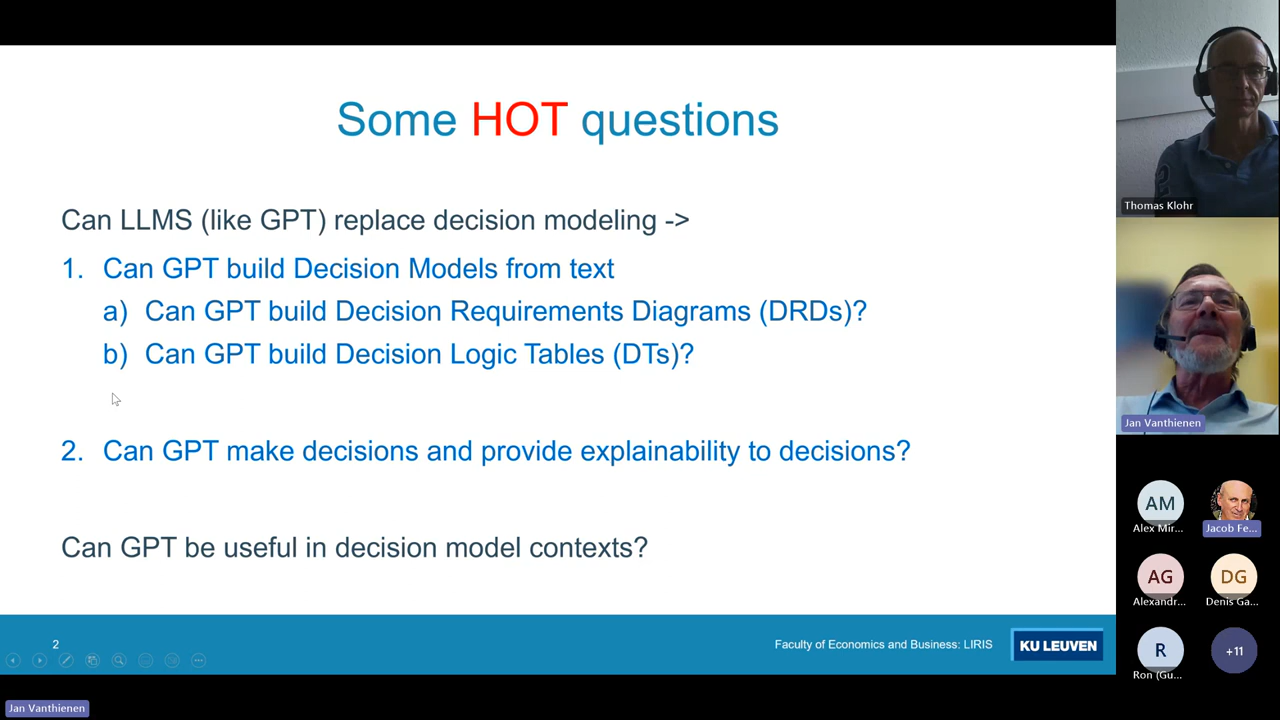 Some HOT questions
Can LLMS (like GPT) replace decision modeling ->
1. Can GPT build Decision Models from text
a) Can GPT build Decision Requirements Diagrams (DRDs)?
b) Can GPT build Decision Logic Tables (DTs)?
2. Can GPT make decisions and provide explainability to decisions?
Can GPT be useful in decision model contexts?
2
Faculty of Economics and Business: LIRIS
KU LEUVEN
Jan Vanthienen
Thomas Klohr
Jan Vanthienen
AM
Alex Mir...
Jacob Fe...
AG
Alexandr...
DG
Denis Ga...
R
Ron (Gu...
+11